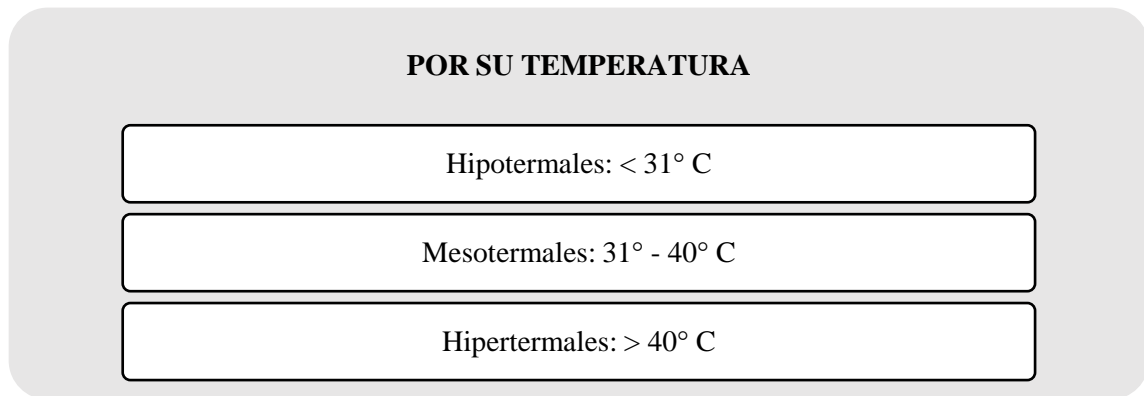 POR SU TEMPERATURA
Hipotermales: < 31° C
Mesotermales: 31° - 40° C
Hipertermales: > 40° C